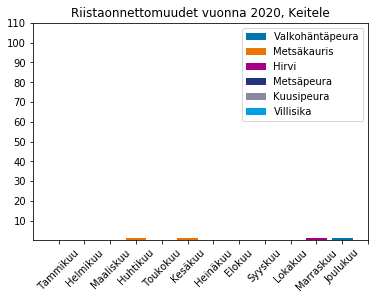 Riistaonnettomuudet vuonna 2020, Keitele
110
100
90
80
70
60
50
40
30
20
10
Valkohäntäpeura
Metsäkauris
Hirvi
Metsäpeura
Kuusipeura
Villisika
Tammikuu
Helmikuu
Maaliskuu
Huhtikuu
Toukokuu
Kesäkuu
Heinäkuu
Elokuu
Syyskuu
Lokakuu
Marraskuu
Joulukuu